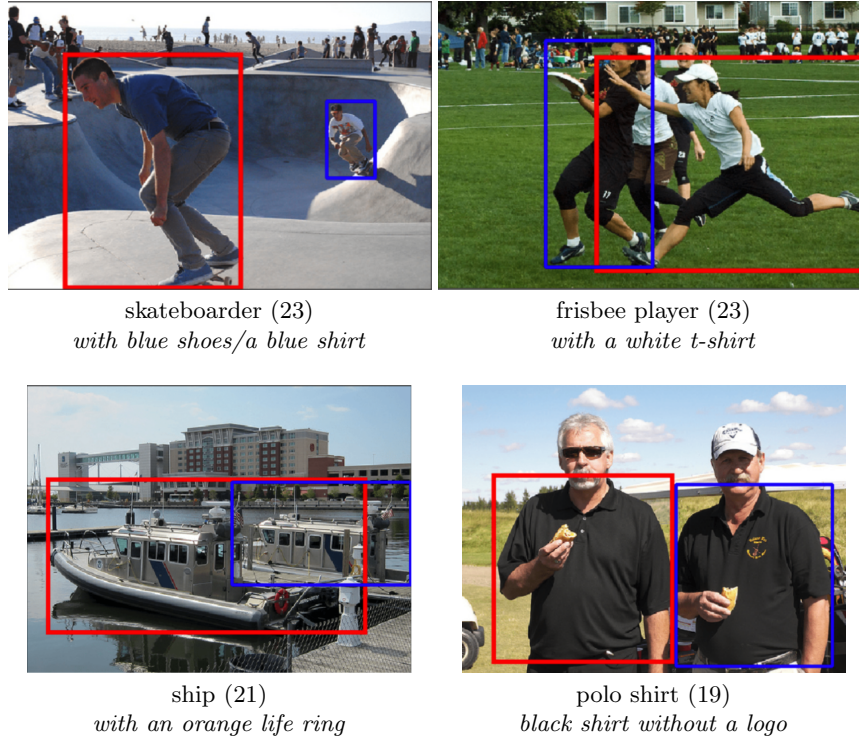 skateboarder (23)
with blue shoes/a blue shirt
frisbee player (23)
with a white t-shirt
11
ship (21)
with an orange life ring
polo shirt (19)
black shirt without a logo